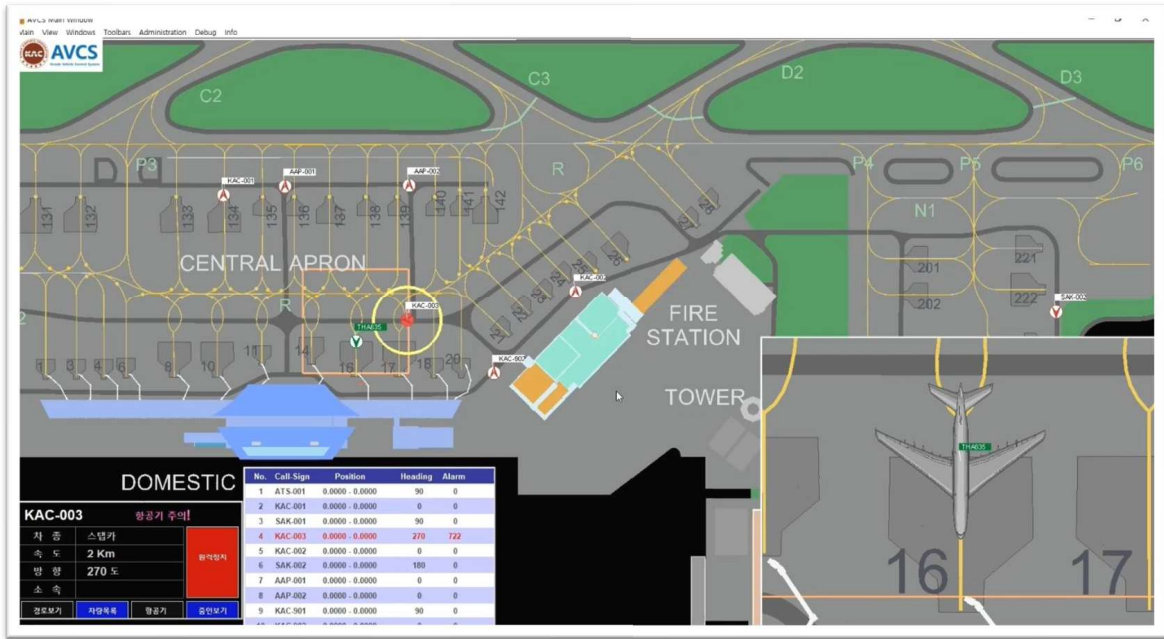 AVCS Main Window
Main View Windows Toolbars Administration Debug Info
KAC AVCS
C2
C3
D2
D3
P3
R
P4
P5
P6
KAC-001
AAP-001
AAP-002
131
132
133
134
135
136
137
138
139
140
141
142
N1
CENTRAL APRON
R
KAC-003
THA635
KAC-002
201
202
221
222
SAK-002
2
FIRE
STATION
1
3
4
6
8
10
11
14
16
17
18
20
21
23
24
25
26
28
KAC-902
TOWER
THA635
16
17
DOMESTIC
KAC-003 항공기 주의!
차 종 스탭카
속 도 2 Km
방 향 270 도
소 속
원격정지
경로보기 차량목록 항공기 줌인보기
No. Call-Sign Position Heading Alarm
1 ATS-001 0.0000 - 0.0000 90 0
2 KAC-001 0.0000 - 0.0000 0 0
3 SAK-001 0.0000 - 0.0000 90 0
4 KAC-003 0.0000 - 0.0000 270 722
5 KAC-002 0.0000 - 0.0000 0 0
6 SAK-002 0.0000 - 0.0000 180 0
7 AAP-001 0.0000 - 0.0000 0 0
8 AAP-002 0.0000 - 0.0000 0 0
9 KAC-901 0.0000 - 0.0000 90 0